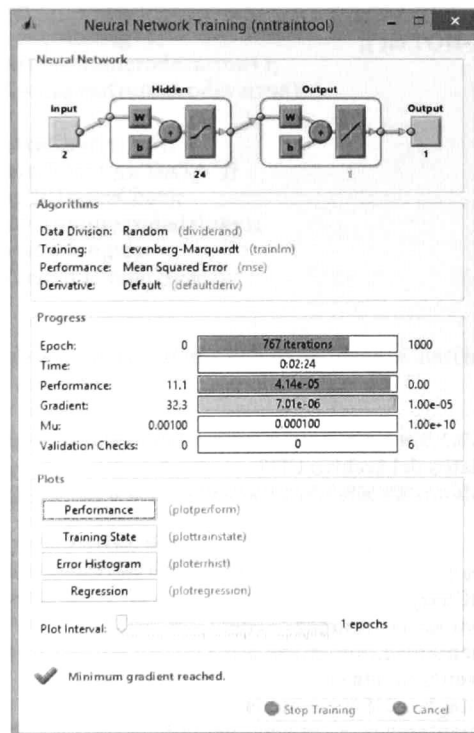 Neural Network Training (nntraintool)
Neural Network
Hidden
Output
Input
W
b
+
W
b
+
Output
2
24
1
1
Algorithms
Data Division: Random (dividerand)
Training: Levenberg-Marquardt (trainlm)
Performance: Mean Squared Error (mse)
Derivative: Default (defaultderiv)
Progress
Epoch: 0 767 iterations 1000
Time: 0:02:24
Performance: 11.1 4.14e-05 0.00
Gradient: 32.3 7.01e-06 1.00e-05
Mu: 0.00100 0.000100 1.00e+10
Validation Checks: 0 0 6
Plots
Performance (plotperform)
Training State (plottrainstate)
Error Histogram (ploterrhist)
Regression (plotregression)
Plot Interval: 1 epochs
Minimum gradient reached.
Stop Training Cancel